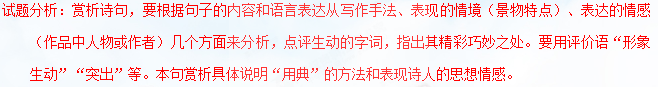 试题分析：赏析诗句，要根据句子的内容和语言表达从写作手法、表现的情境（景物特点）、表达的情感
（作品中人物或作者）几个方面来分析，点评生动的字词，指出其精彩巧妙之处。要用评价语“形象
生动”“突出”等。本句赏析具体说明“用典”的方法和表现诗人的思想情感。